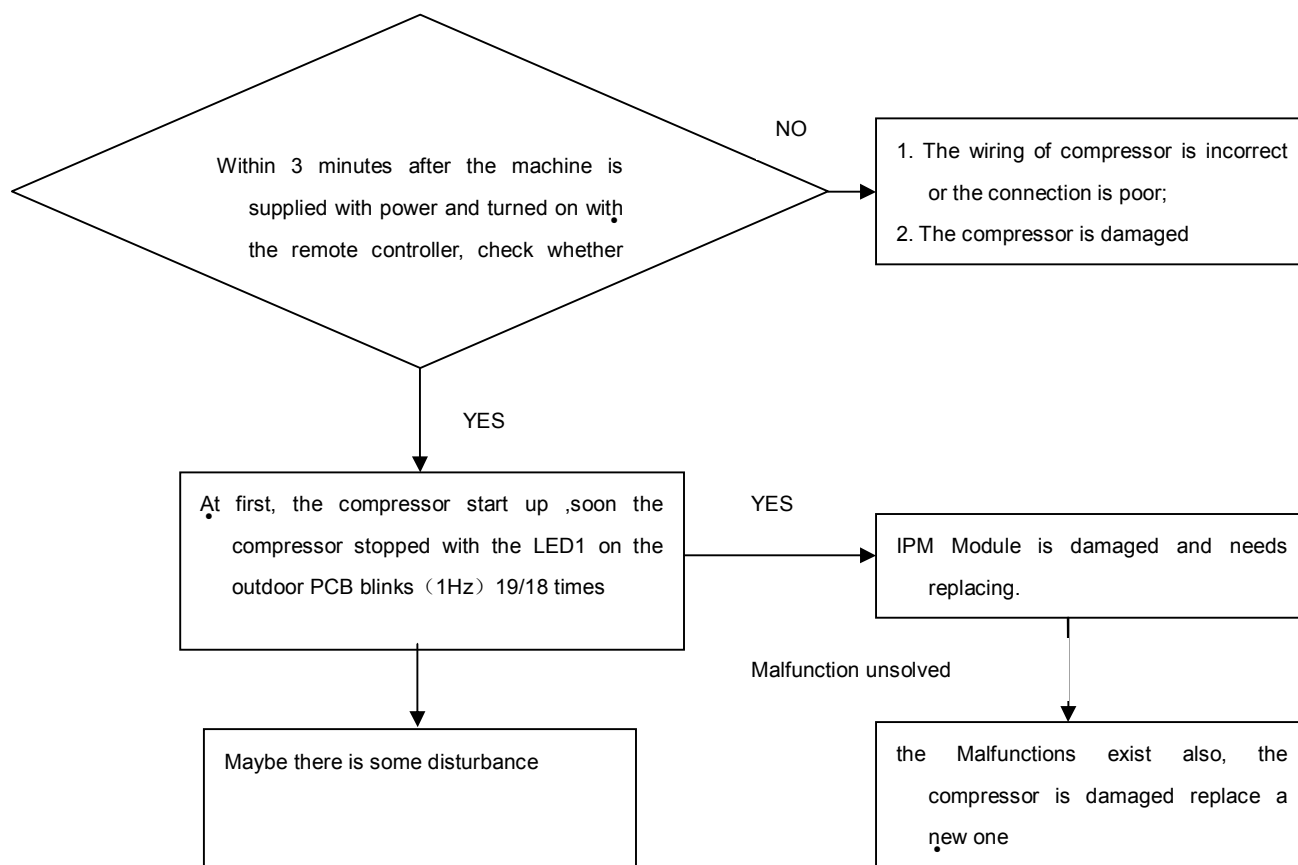 NO
Within 3 minutes after the machine is
supplied with power and turned on with
the remote controller, check whether
1. The wiring of compressor is incorrect
or the connection is poor;
2. The compressor is damaged
YES
At first, the compressor start up ,soon the
compressor stopped with the LED1 on the
outdoor PCB blinks（1Hz）19/18 times
YES
IPM Module is damaged and needs
replacing.
Malfunction unsolved
Maybe there is some disturbance
the Malfunctions exist also, the
compressor is damaged replace a
new one